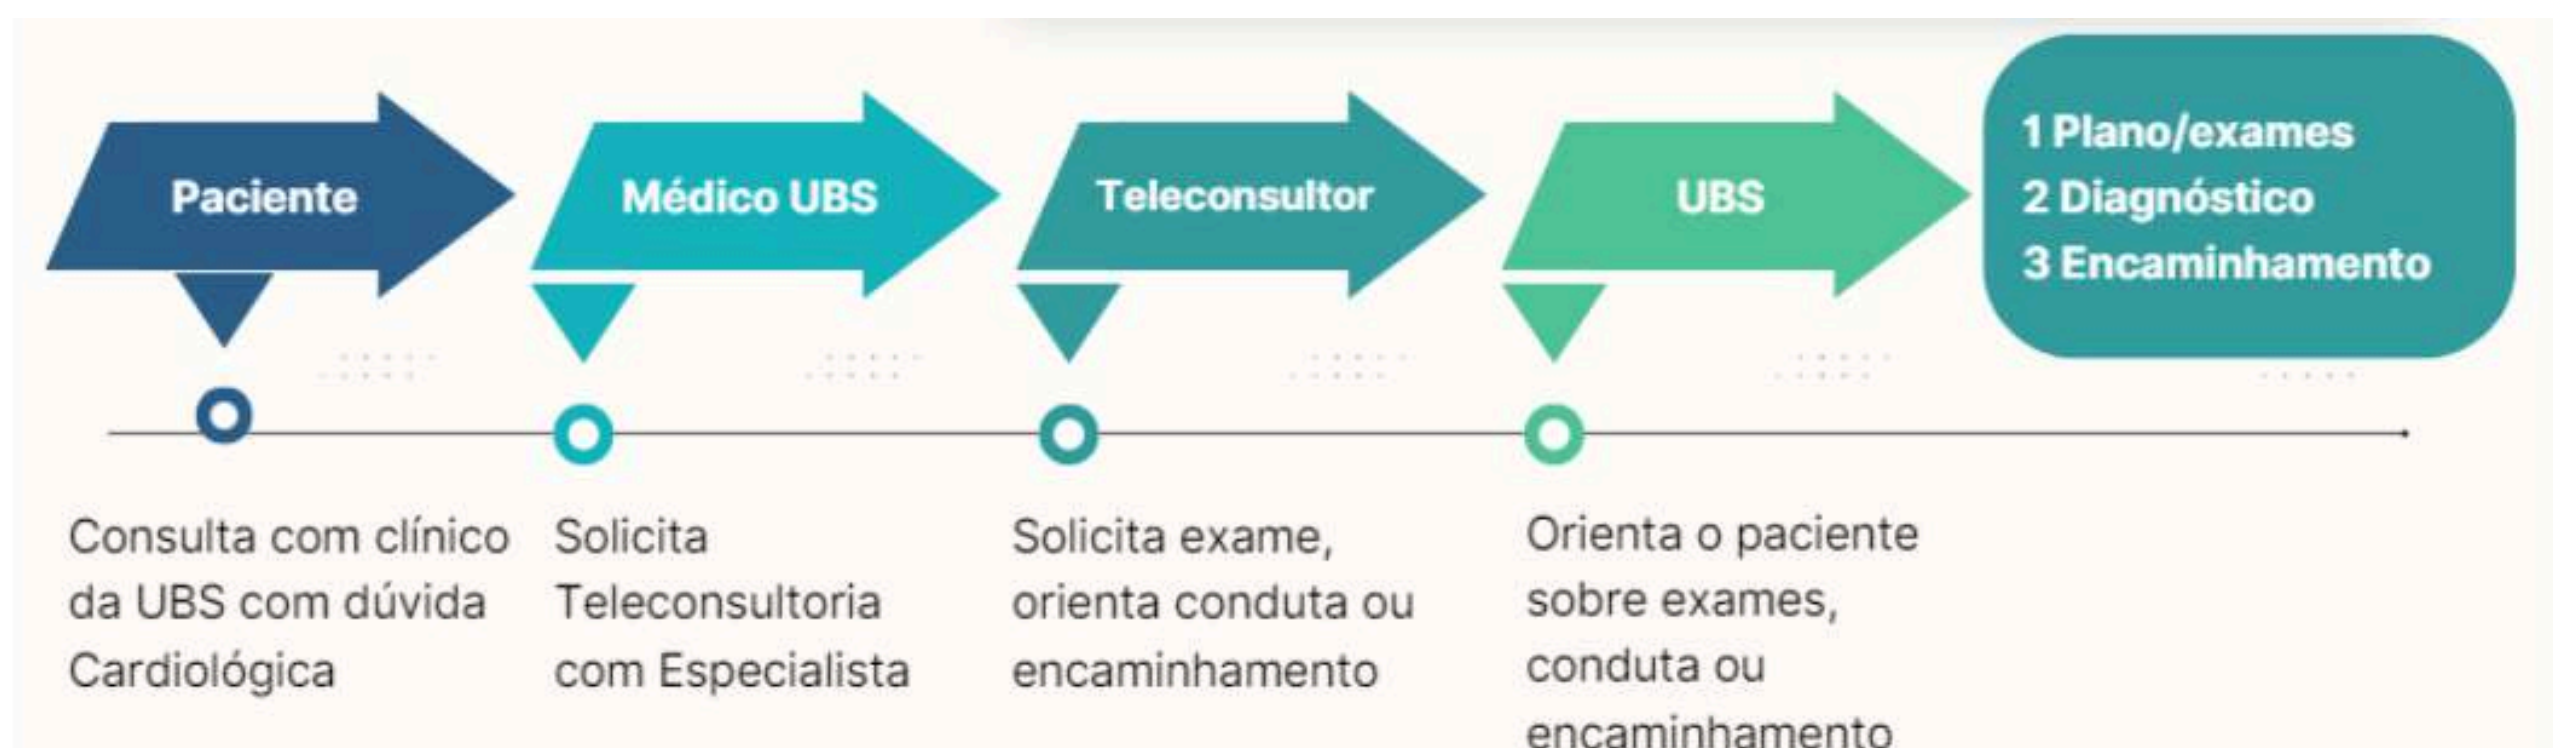 Paciente
Médico UBS
Teleconsultor
UBS
1 Plano/exames
2 Diagnóstico
3 Encaminhamento
Consulta com clínico
da UBS com dúvida
Cardiológica
Solicita
Teleconsultoria
com Especialista
Solicita exame,
orienta conduta ou
encaminhamento
Orienta o paciente
sobre exames,
conduta ou
encaminhamento